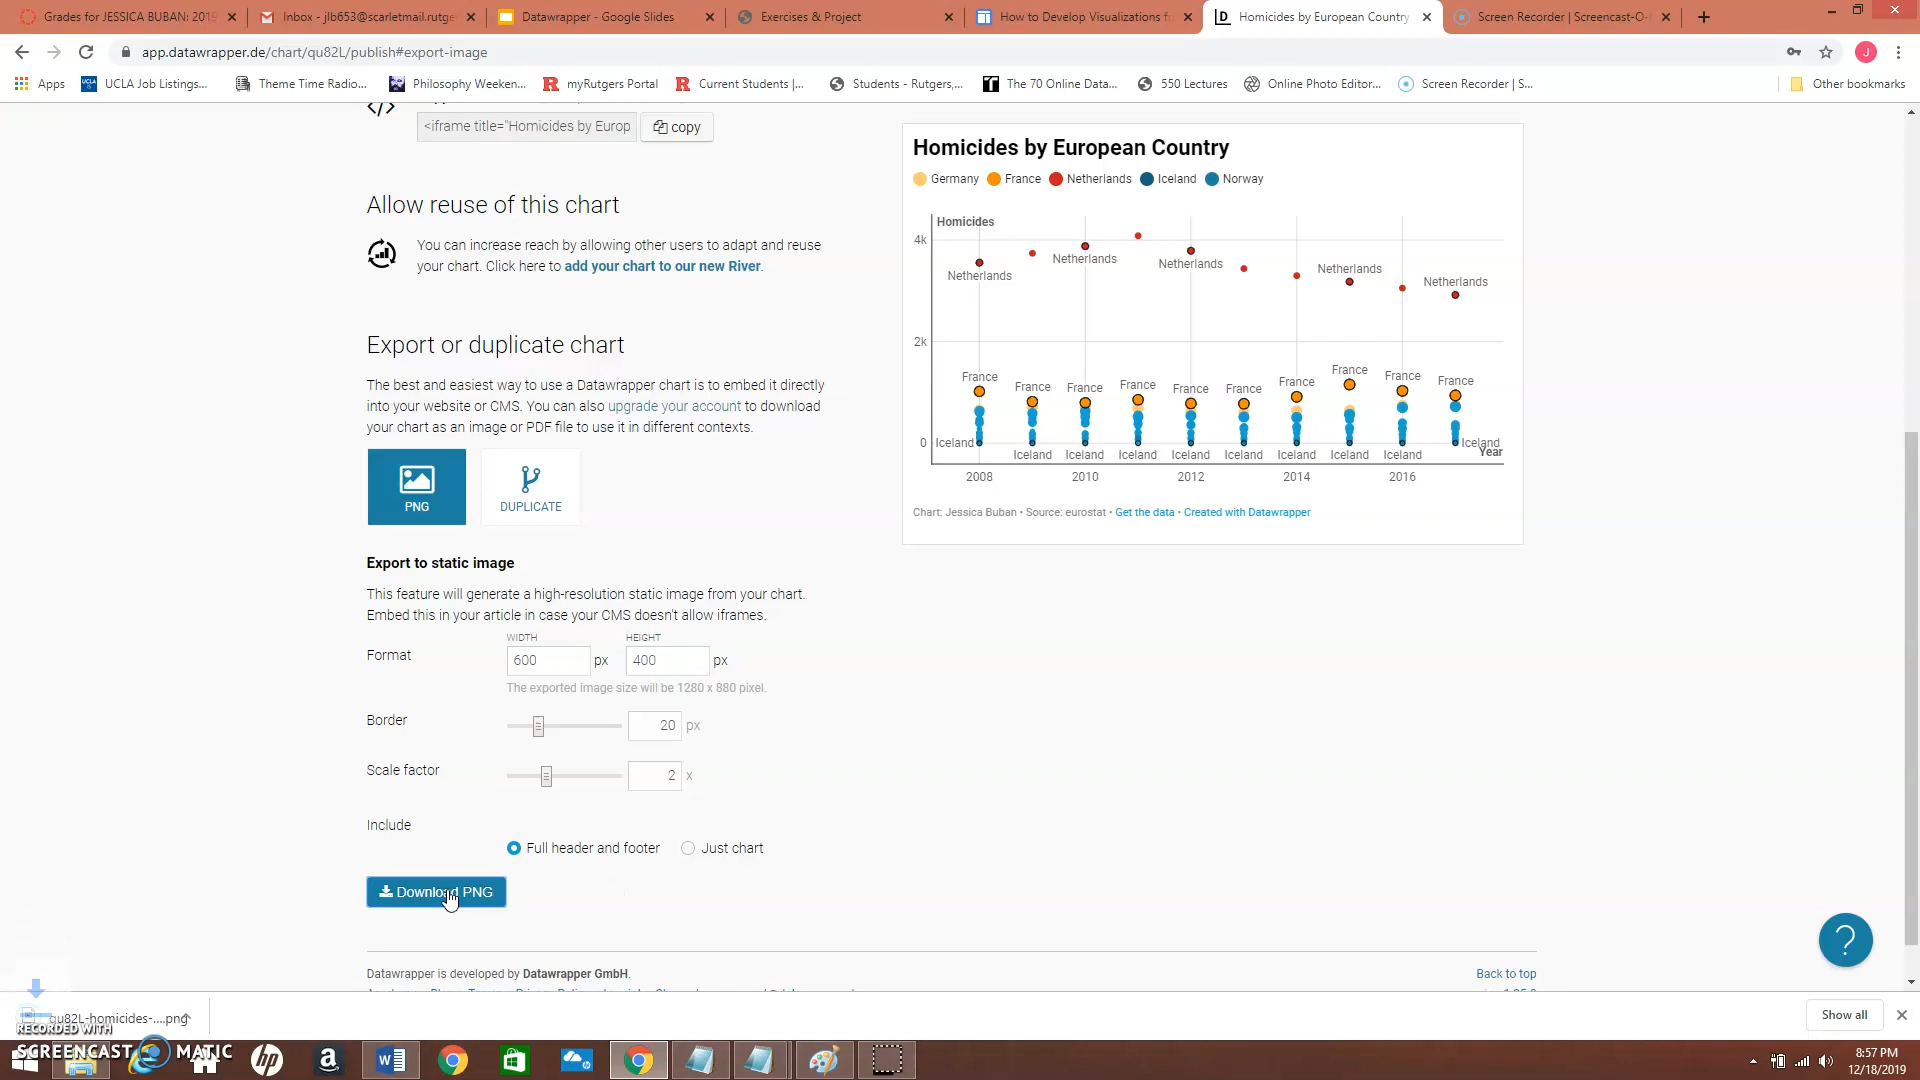 Grades for JESSICA BUBAN: 2019
Inbox - jlb653@scarletmail.rutge
Datawrapper - Google Slides
Exercises & Project
How to Develop Visualizations f
Homicides by European Country
Screen Recorder | Screencast-O-
app.datawrapper.de/chart/qu82L/publish#export-image
J
Apps
UCLA Job Listings...
Theme Time Radio...
Philosophy Weeken...
myRutgers Portal
Current Students |...
Students - Rutgers,...
The 70 Online Data...
550 Lectures
Online Photo Editor...
Screen Recorder | S...
Other bookmarks
</>
<iframe title="Homicides by Europ
copy
Allow reuse of this chart
You can increase reach by allowing other users to adapt and reuse
your chart. Click here to add your chart to our new River.
Export or duplicate chart
The best and easiest way to use a Datawrapper chart is to embed it directly
into your website or CMS. You can also upgrade your account to download
your chart as an image or PDF file to use it in different contexts.
PNG
DUPLICATE
Export to static image
This feature will generate a high-resolution static image from your chart.
Embed this in your article in case your CMS doesn't allow iframes.
WIDTH HEIGHT
Format 600 px 400 px
The exported image size will be 1280 x 880 pixel.
Border 20 px
Scale factor 2 x
Include
Full header and footer Just chart
Download PNG
Homicides by European Country
Germany France Netherlands Iceland Norway
Homicides
4k
Netherlands Netherlands Netherlands Netherlands Netherlands
2k
France France France France France France France France France France
0
Iceland Iceland Iceland Iceland Iceland Iceland Iceland Iceland Iceland Iceland
Year
2008 2010 2012 2014 2016
Chart: Jessica Buban • Source: eurostat • Get the data • Created with Datawrapper
?
Datawrapper is developed by Datawrapper GmbH.
Back to top
qu82L-homicides-....png
Show all
RECORDED WITH
SCREENCAST MATIC
hp
8:57 PM
12/18/2019